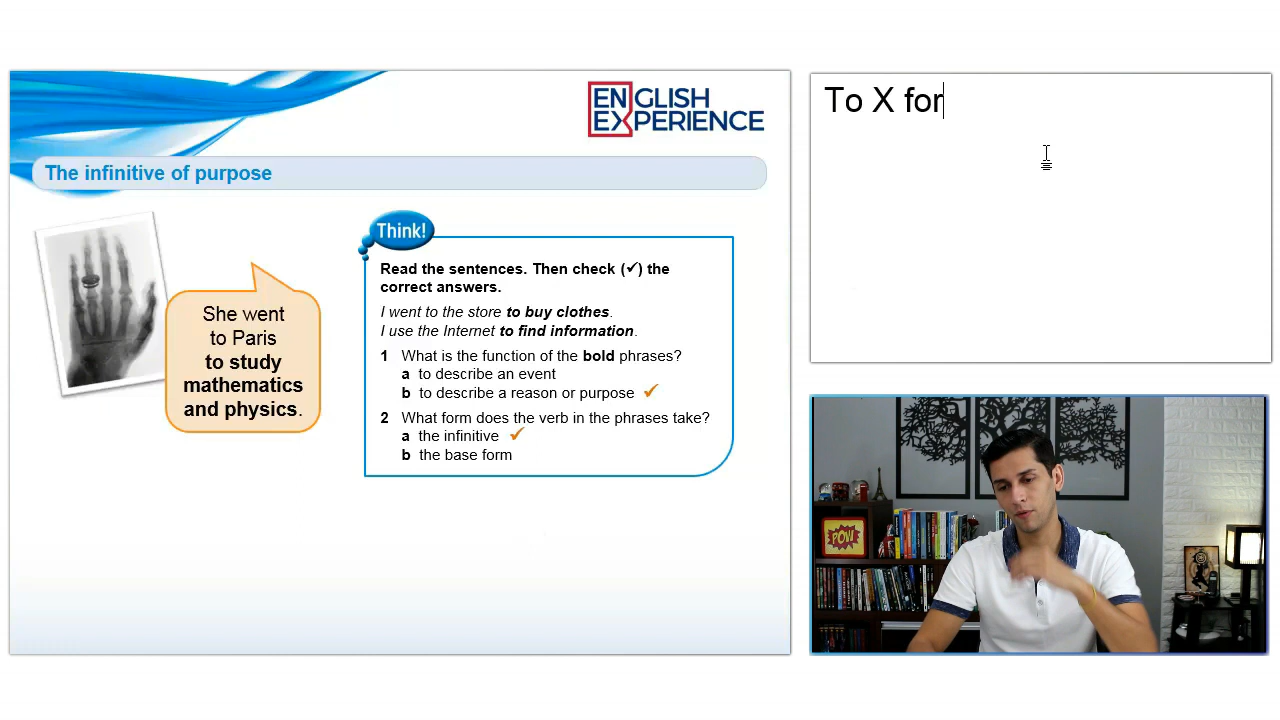 ENGLISH
EXPERIENCE
The infinitive of purpose
She went
to Paris
to study
mathematics
and physics.
Think!
Read the sentences. Then check (✓) the
correct answers.
I went to the store to buy clothes.
I use the Internet to find information.
1 What is the function of the bold phrases?
a to describe an event
b to describe a reason or purpose ✓
2 What form does the verb in the phrases take?
a the infinitive ✓
b the base form
To X for
POW!